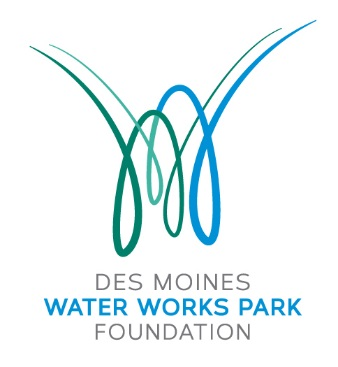 DES MOINES
WATER WORKS PARK
FOUNDATION